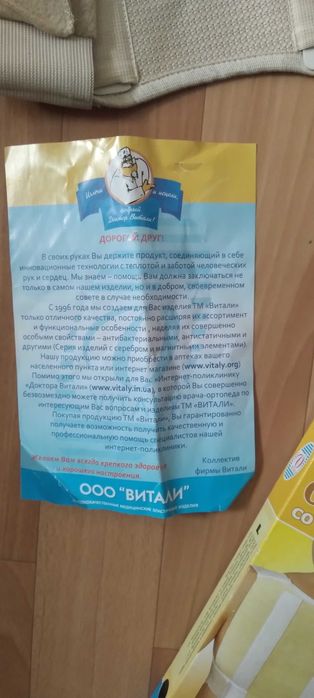 Излечи и исцели,
добрый
Доктор Витали!
ДОРОГОЙ ДРУГ!
В своих руках Вы держите продукт, соединяющий в себе
инновационные технологии с теплотой и заботой человеческих
рук и сердец. Мы знаем – помощь Вам должна заключаться не
только в самом нашем изделии, но и в добром, своевременном
совете в случае необходимости.
С 1996 года мы создаем для Вас изделия ТМ «Витали»
только отличного качества, постоянно расширяя их ассортимент
и функциональные особенности, наделяя их совершенно
особыми свойствами – антибактериальными, антистатичными и
другими (Серия изделий с серебром и магнитными элементами).
Нашу продукцию можно приобрести в аптеках вашего
населенного пункта или интернет магазине (www.vitaly.org)
Помимо этого мы открыли для Вас «Интернет-поликлинику
«Доктора Витали» (www.vitaly.in.ua), в которой Вы совершенно
безвозмездно можете получить консультацию врача-ортопеда по
интересующим Вас вопросам и изделиям ТМ «ВИТАЛИ».
Покупая продукцию ТМ «Витали», Вы гарантированно
получаете возможность получить качественную и
профессиональную помощь специалистов нашей
интернет-поликлиники.
Желаем Вам всегда крепкого здоровья
и хорошего настроения.
Коллектив
фирмы Витали
ООО "ВИТАЛИ"
ВЫСОКОКАЧЕСТВЕННЫЕ МЕДИЦИНСКИЕ ЭЛАСТИЧНЫЕ ИЗДЕЛИЯ